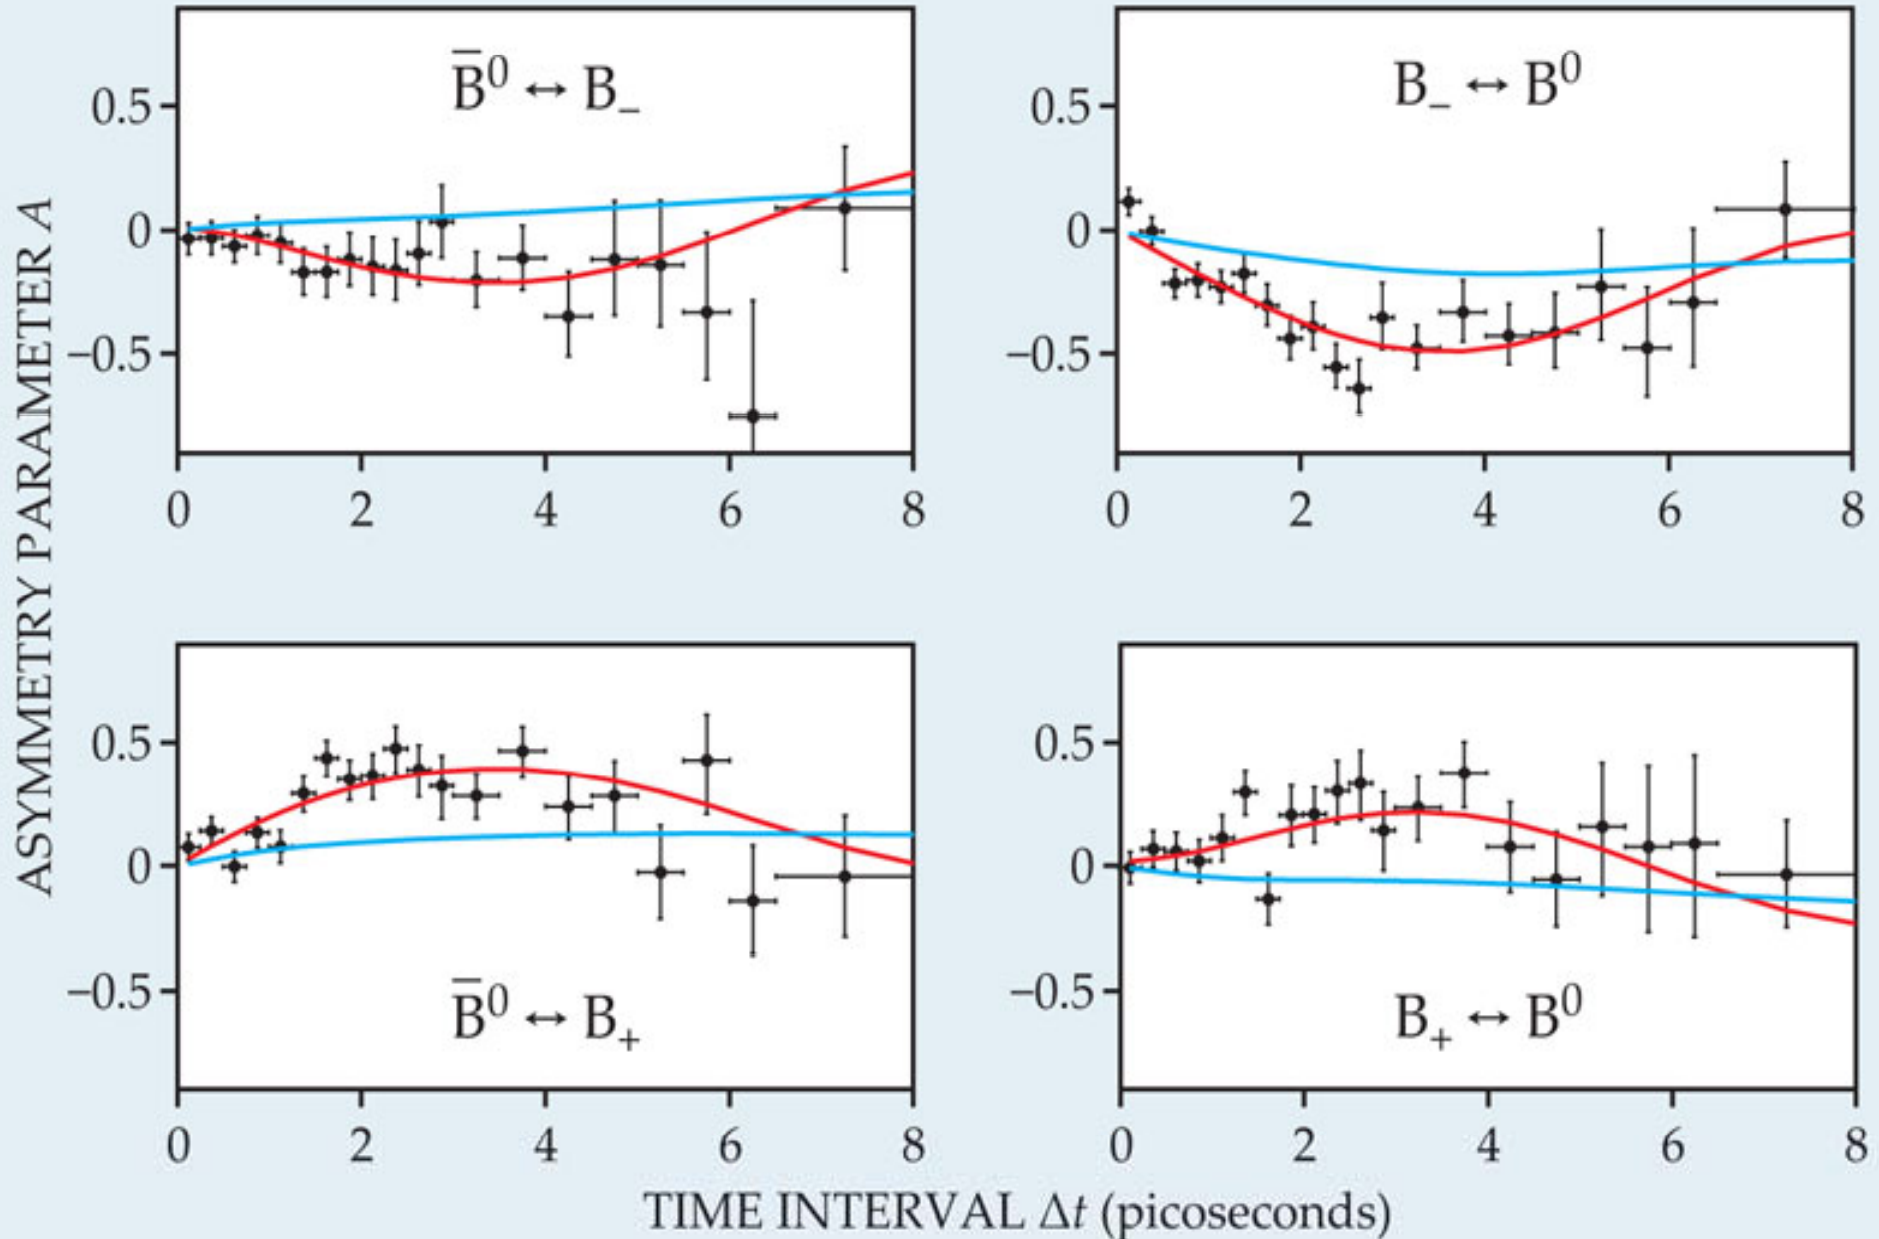 ASYMMETRY PARAMETER A
B̅⁰ ↔ B₋
0.5
0
−0.5
0 2 4 6 8
B₋ ↔ B⁰
0.5
0
−0.5
0 2 4 6 8
B̅⁰ ↔ B₊
0.5
0
−0.5
0 2 4 6 8
B₊ ↔ B⁰
0.5
0
−0.5
0 2 4 6 8
TIME INTERVAL Δt (picoseconds)